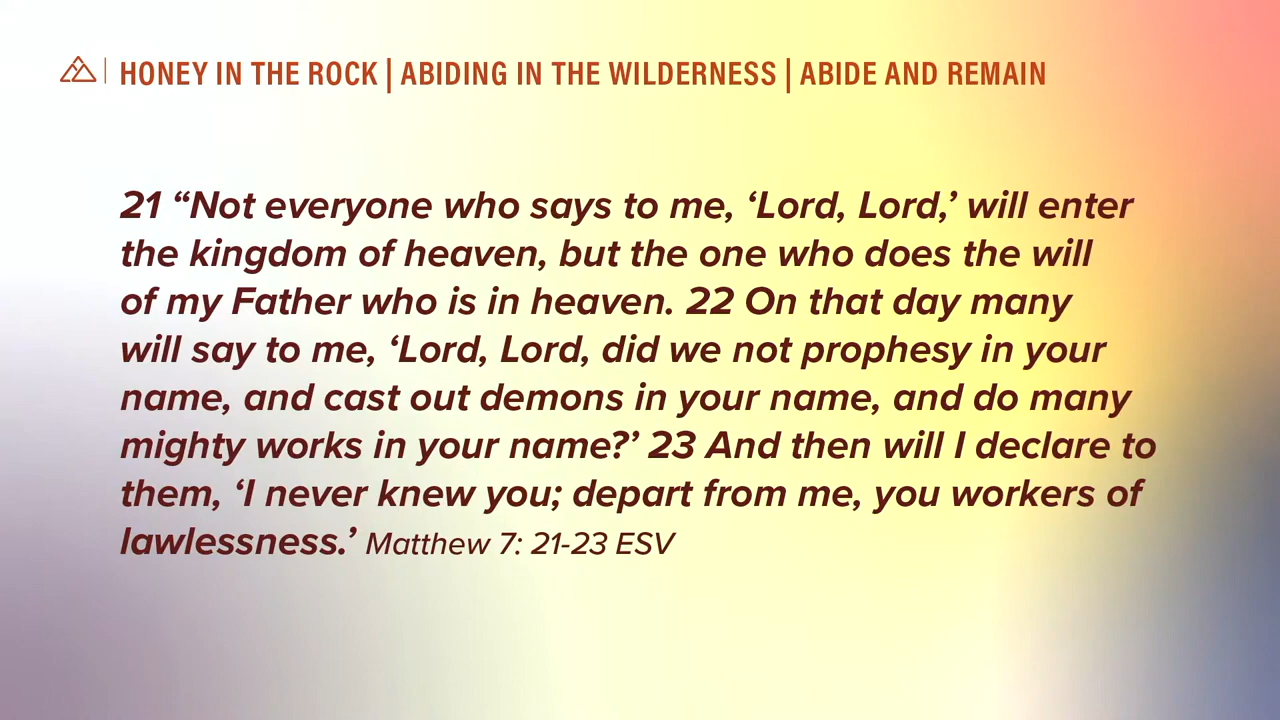 HONEY IN THE ROCK | ABIDING IN THE WILDERNESS | ABIDE AND REMAIN
21 “Not everyone who says to me, ‘Lord, Lord,’ will enter
the kingdom of heaven, but the one who does the will
of my Father who is in heaven. 22 On that day many
will say to me, ‘Lord, Lord, did we not prophesy in your
name, and cast out demons in your name, and do many
mighty works in your name?’ 23 And then will I declare to
them, ‘I never knew you; depart from me, you workers of
lawlessness.’ Matthew 7: 21-23 ESV